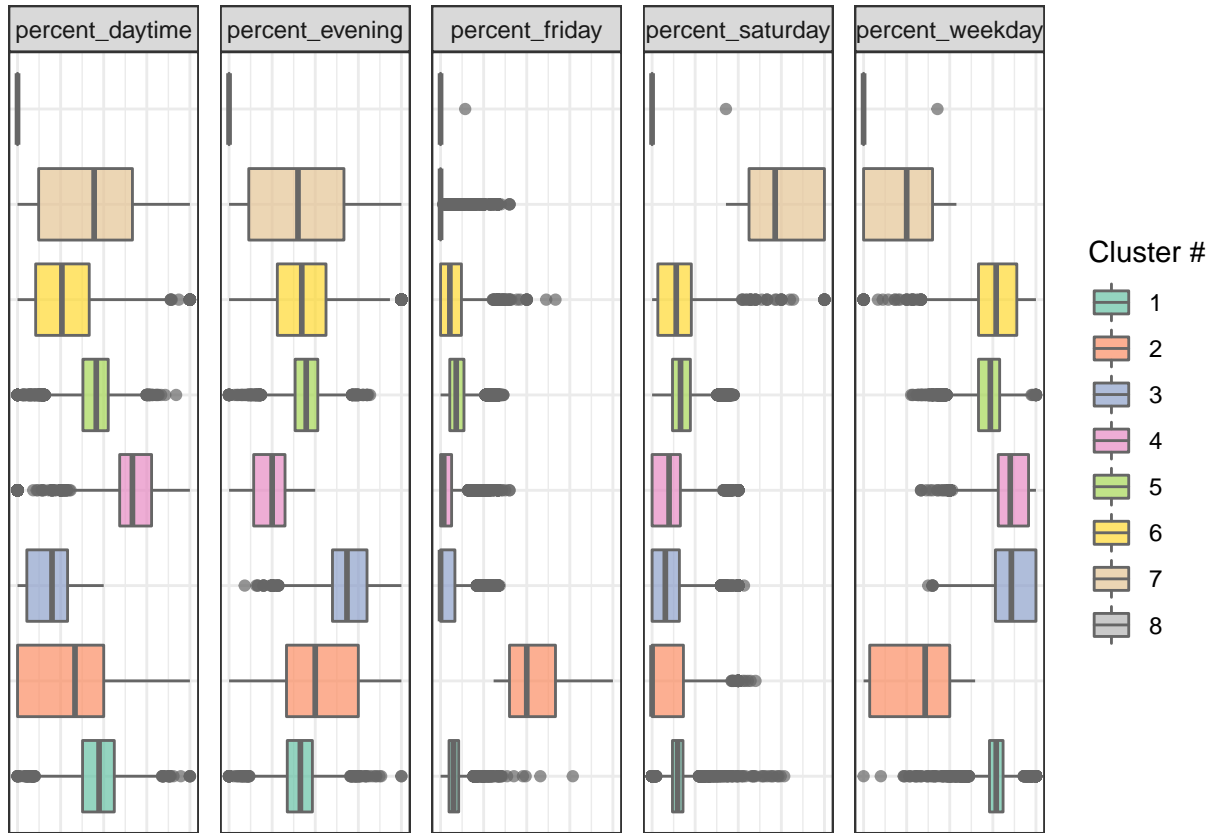 percent_daytime
percent_evening
percent_friday
percent_saturday
percent_weekday
Cluster #
1
2
3
4
5
6
7
8